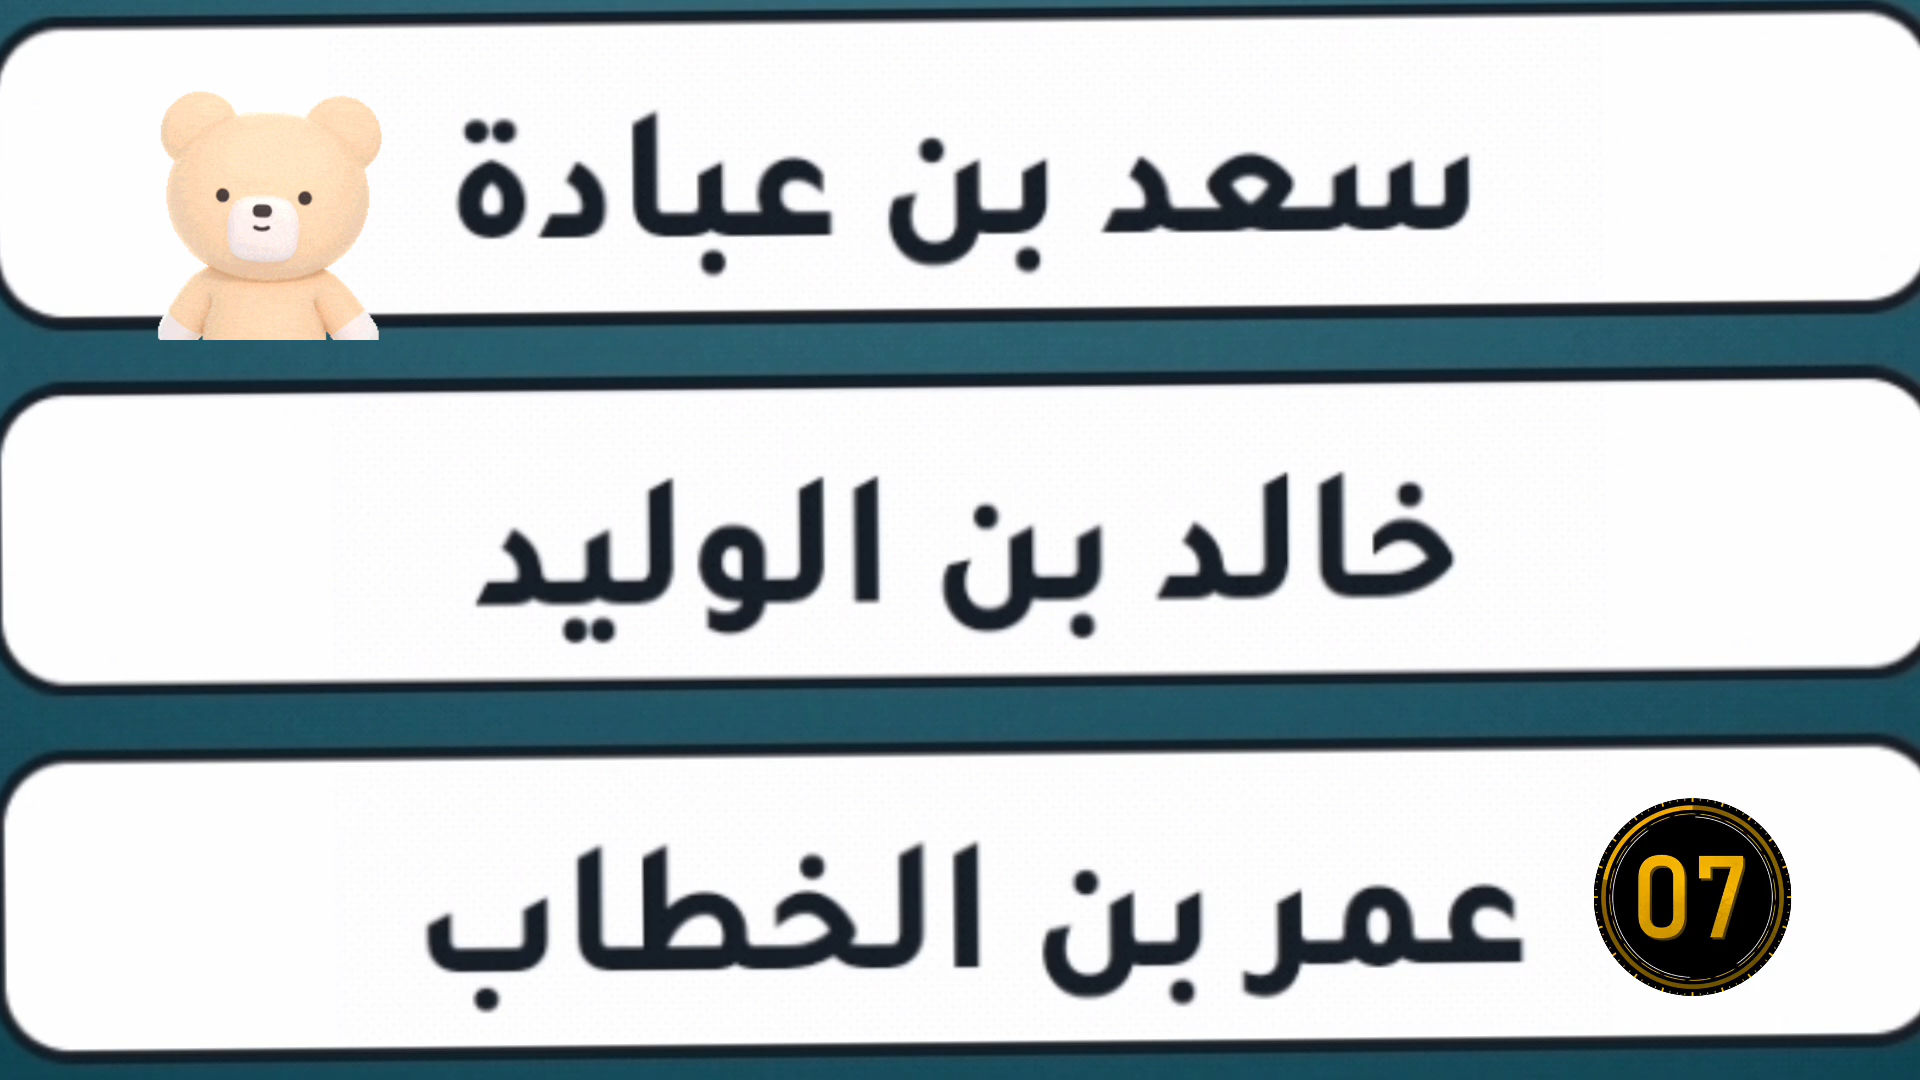 سعد بن عبادة
خالد بن الوليد
عمر بن الخطاب
07